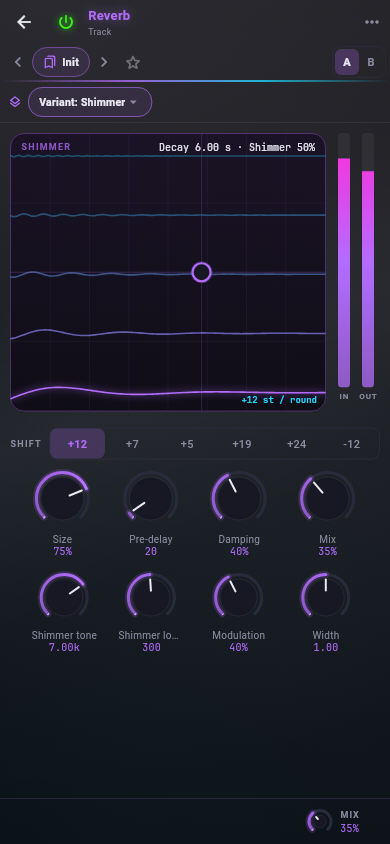 Reverb
Track
Init
A B
Variant: Shimmer
SHIMMER Decay 6.00 s · Shimmer 50%
+12 st / round
IN OUT
SHIFT +12 +7 +5 +19 +24 -12
Size Pre-delay Damping Mix
75% 20 40% 35%
Shimmer tone Shimmer lo… Modulation Width
7.00k 300 40% 1.00
MIX
35%